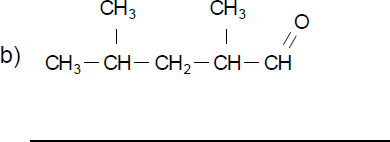 CH₃ CH₃
O
b) CH₃ – CH – CH₂ – CH – CH